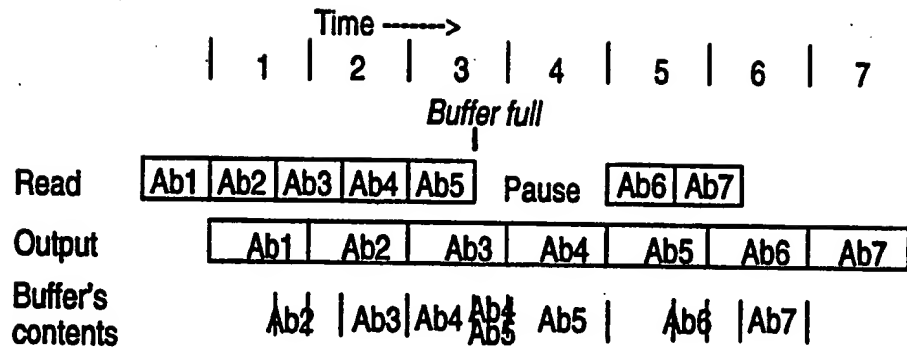 Time ------->
| 1 | 2 | 3 | 4 | 5 | 6 | 7
Buffer full
Read Ab1 Ab2 Ab3 Ab4 Ab5 Pause Ab6 Ab7
Output Ab1 Ab2 Ab3 Ab4 Ab5 Ab6 Ab7
Buffer's
contents Ab2 Ab3 Ab4 Ab4 Ab5 Ab5 Ab6 Ab7